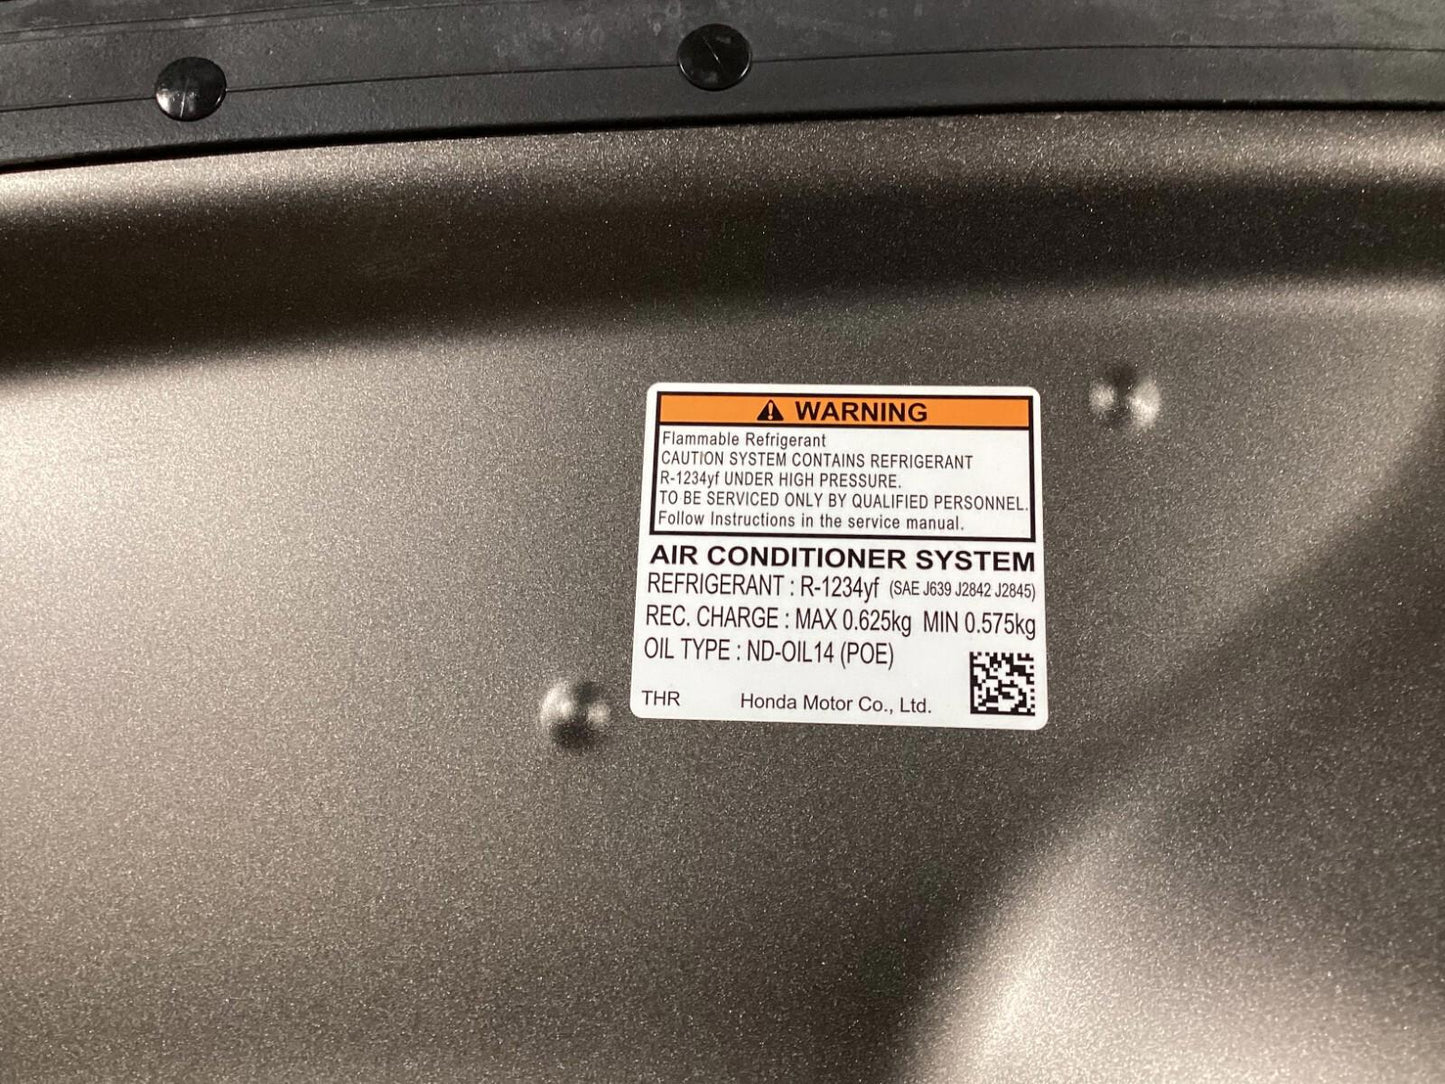 WARNING
Flammable Refrigerant
CAUTION SYSTEM CONTAINS REFRIGERANT
R-1234yf UNDER HIGH PRESSURE.
TO BE SERVICED ONLY BY QUALIFIED PERSONNEL.
Follow Instructions in the service manual.
AIR CONDITIONER SYSTEM
REFRIGERANT : R-1234yf (SAE J639 J2842 J2845)
REC. CHARGE : MAX 0.625kg MIN 0.575kg
OIL TYPE : ND-OIL14 (POE)
THR Honda Motor Co., Ltd.